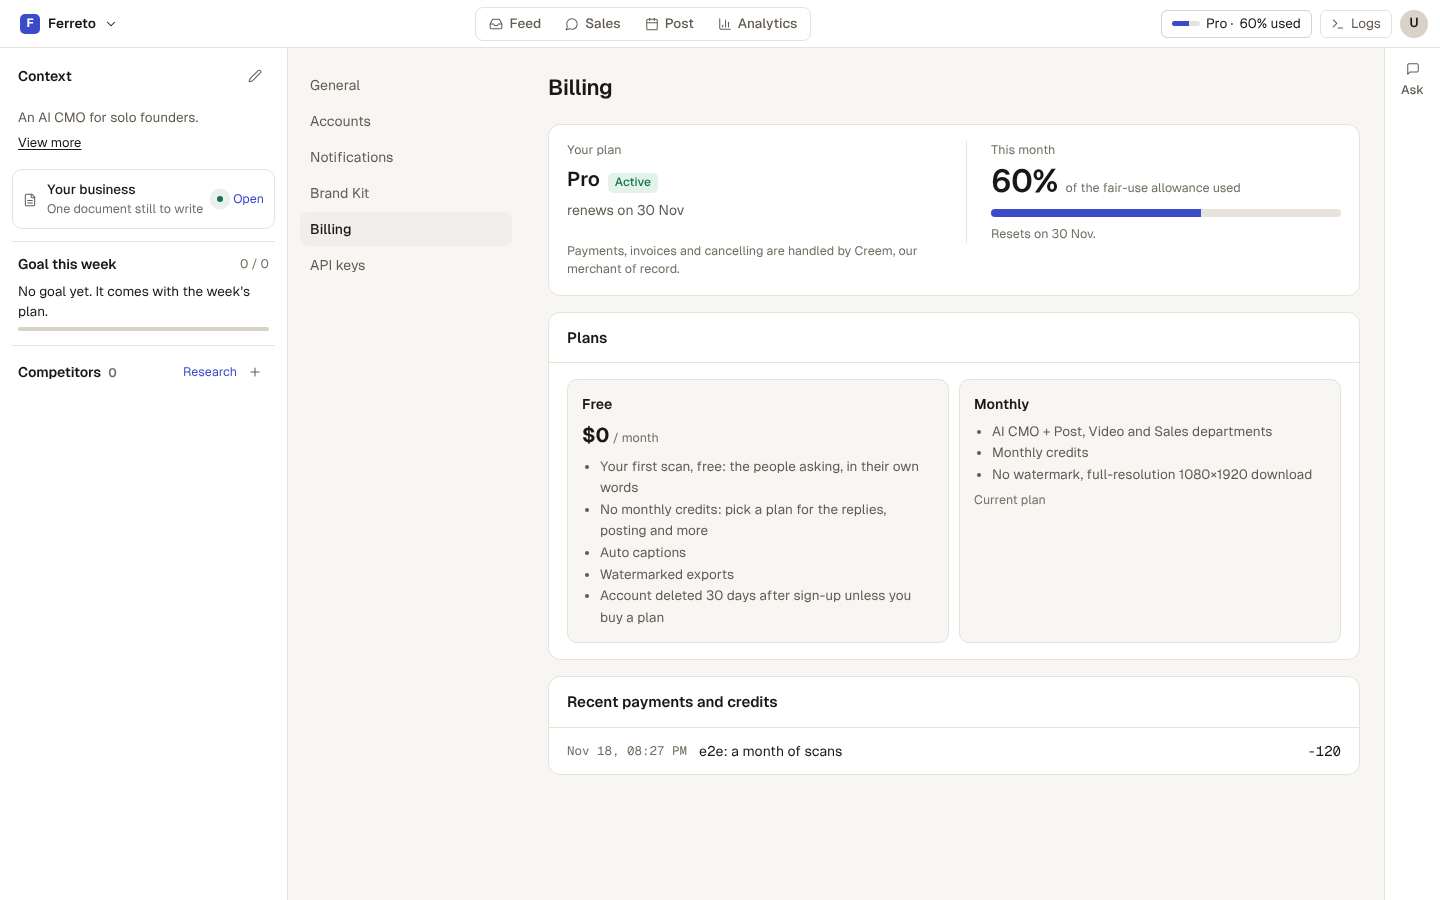 F Ferreto
Feed Sales Post Analytics
Pro · 60% used
Logs
U
Context
An AI CMO for solo founders.
View more
Your business
One document still to write
Open
Goal this week 0 / 0
No goal yet. It comes with the week's
plan.
Competitors 0 Research +
General
Accounts
Notifications
Brand Kit
Billing
API keys
Billing
Your plan
Pro Active
renews on 30 Nov
Payments, invoices and cancelling are handled by Creem, our
merchant of record.
This month
60% of the fair-use allowance used
Resets on 30 Nov.
Plans
Free
$0 / month
• Your first scan, free: the people asking, in their own
words
• No monthly credits: pick a plan for the replies,
posting and more
• Auto captions
• Watermarked exports
• Account deleted 30 days after sign-up unless you
buy a plan
Monthly
• AI CMO + Post, Video and Sales departments
• Monthly credits
• No watermark, full-resolution 1080×1920 download
Current plan
Recent payments and credits
Nov 18, 08:27 PM e2e: a month of scans -120
Ask